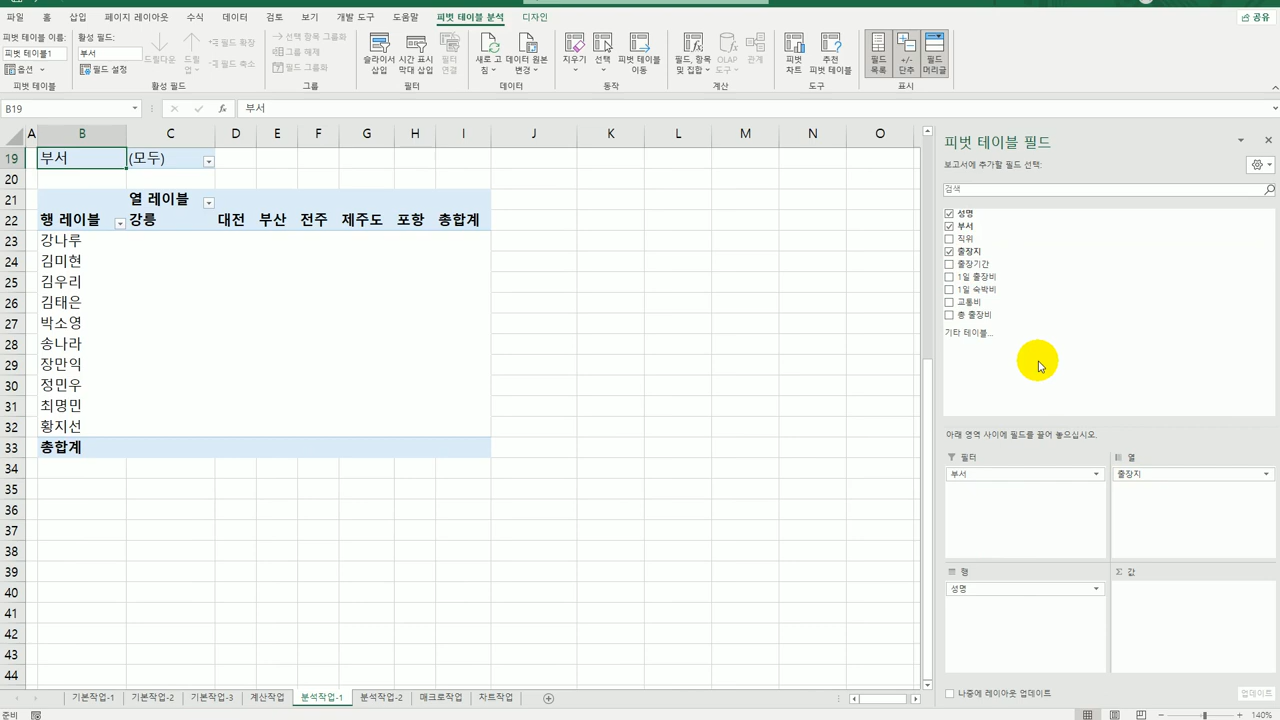 파일 홈 삽입 페이지 레이아웃 수식 데이터 검토 보기 개발 도구 도움말 피벗 테이블 분석 디자인 공유
피벗 테이블 이름:
피벗 테이블1
옵션
피벗 테이블
활성 필드:
부서
필드 설정
드릴다운
드릴업
필드 확장
필드 축소
활성 필드
선택 항목 그룹화
그룹 해제
필드 그룹화
그룹
슬라이서 삽입
시간 표시 막대 삽입
필터 연결
필터
새로 고침
데이터 원본 변경
데이터
지우기
선택
피벗 테이블 이동
동작
필드, 항목 및 집합
OLAP 도구
관계
계산
피벗 차트
추천 피벗 테이블
도구
필드 목록
+/- 단추
필드 머리글
표시
B19 fx 부서
A B C D E F G H I J K L M N O
19 부서 (모두)
20
21 열 레이블
22 행 레이블 강릉 대전 부산 전주 제주도 포항 총합계
23 강나루
24 김미현
25 김우리
26 김태은
27 박소영
28 송나라
29 장만익
30 정민우
31 최명민
32 황지선
33 총합계
34
35
36
37
38
39
40
41
42
43
44
피벗 테이블 필드
보고서에 추가할 필드 선택:
검색
성명
부서
직위
출장지
출장기간
1일 출장비
1일 숙박비
교통비
총 출장비
기타 테이블...
아래 영역 사이에 필드를 끌어 놓으십시오.
필터
부서
열
출장지
행
성명
Σ 값
나중에 레이아웃 업데이트 업데이트
기본작업-1 기본작업-2 기본작업-3 계산작업 분석작업-1 분석작업-2 매크로작업 차트작업
준비 140%